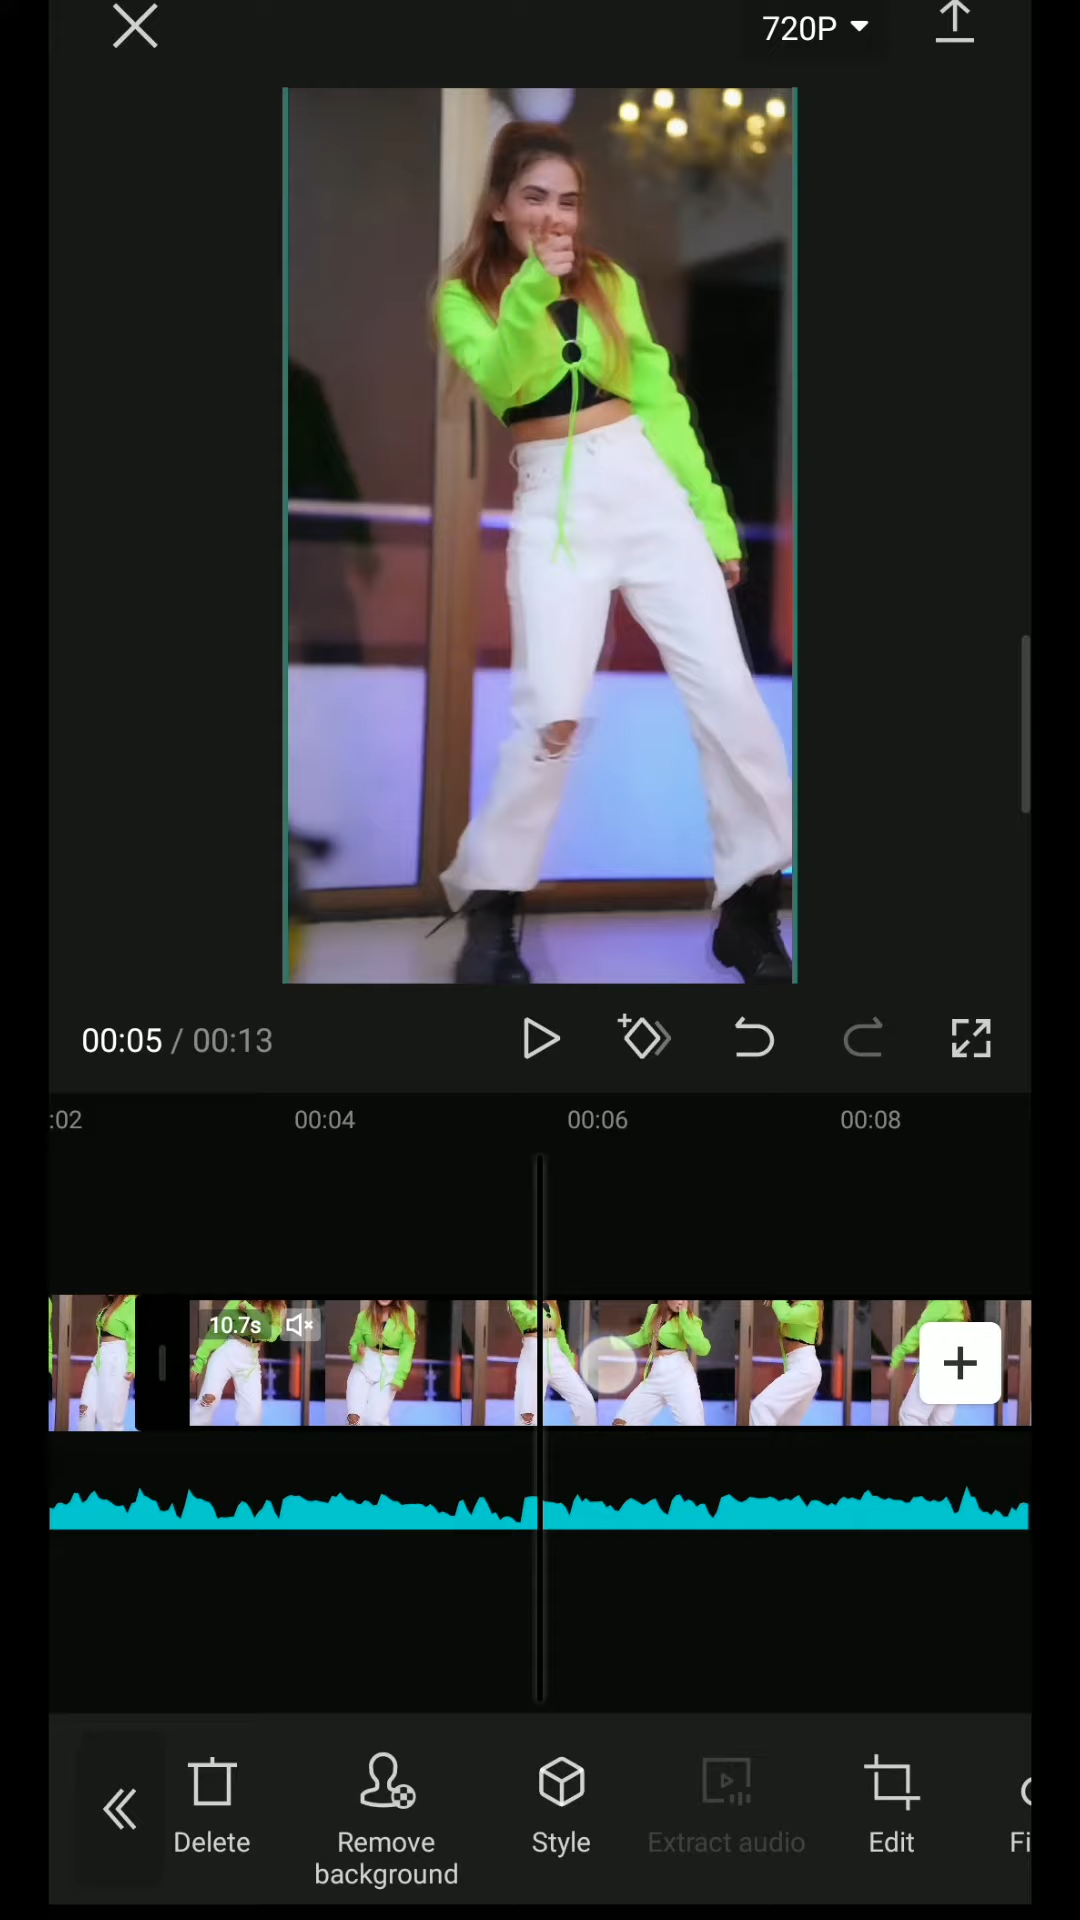 720P
00:05 / 00:13
:02 00:04 00:06 00:08
10.7s
Delete
Remove
background
Style
Extract audio
Edit
Fi